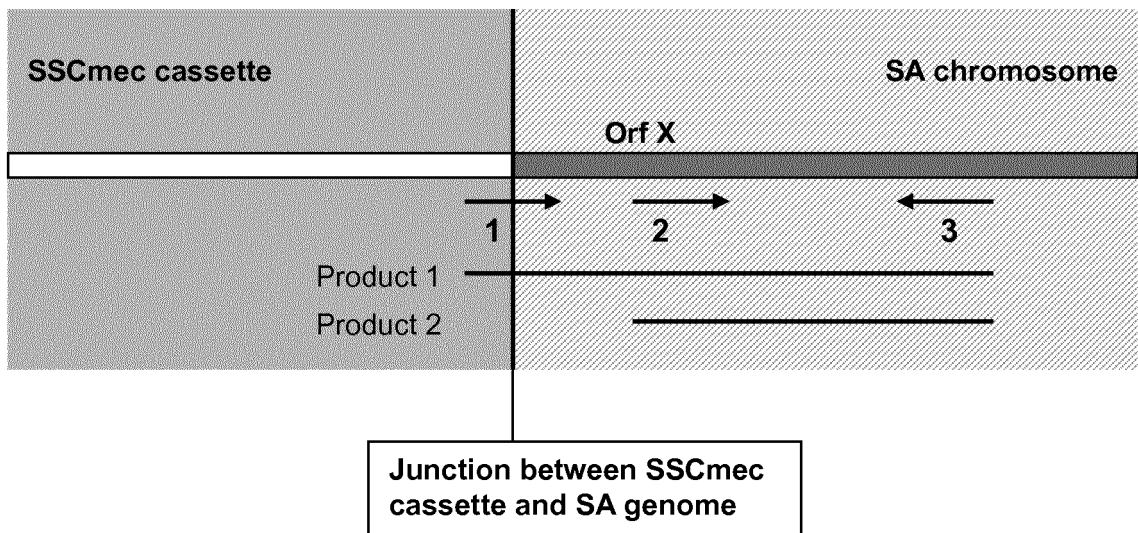 SSCmec cassette
SA chromosome
Orf X
1
2
3
Product 1
Product 2
Junction between SSCmec
cassette and SA genome